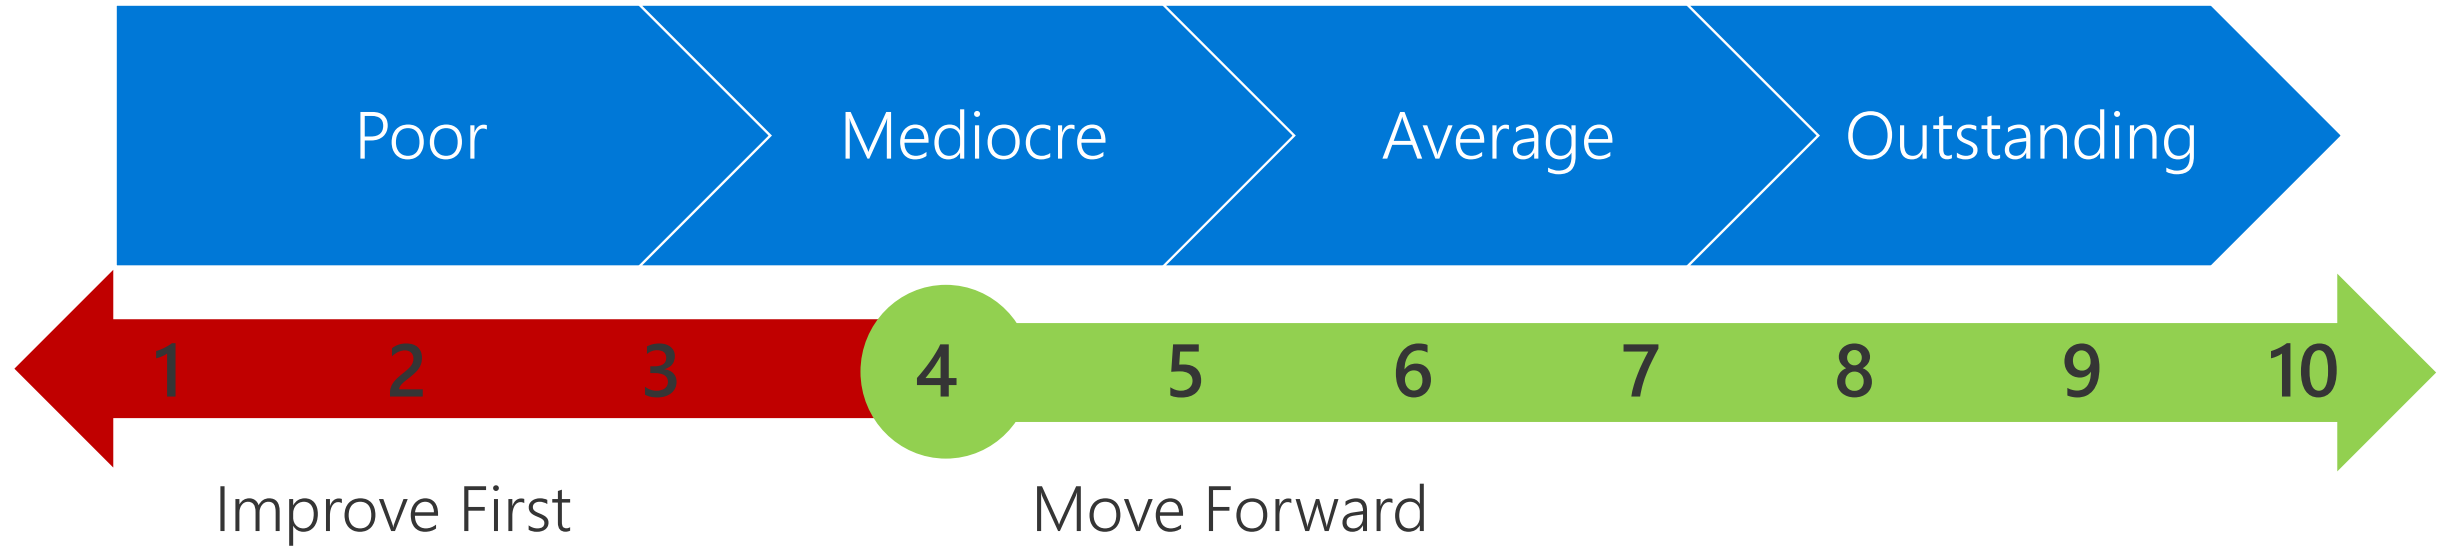 Poor Mediocre Average Outstanding
1 2 3 4 5 6 7 8 9 10
Improve First Move Forward